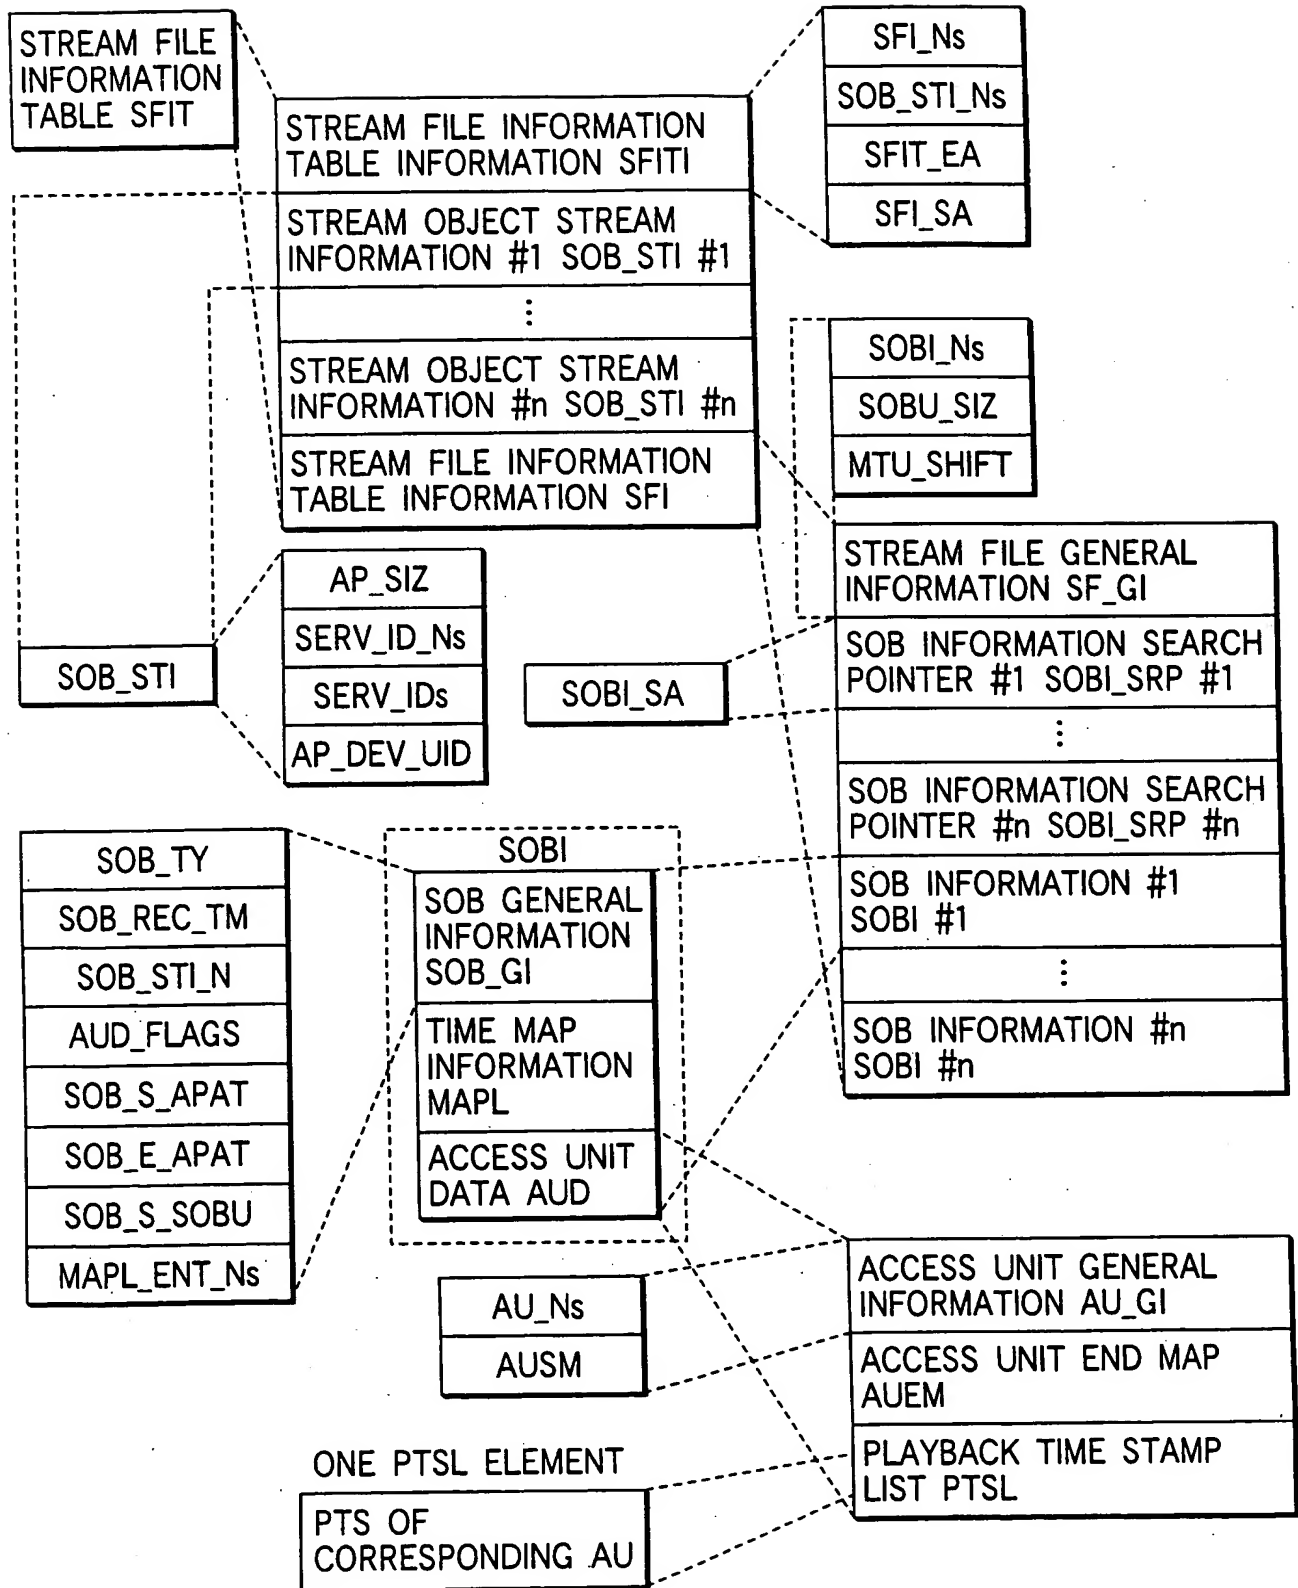 STREAM FILE
INFORMATION
TABLE SFIT
STREAM FILE INFORMATION
TABLE INFORMATION SFITI
STREAM OBJECT STREAM
INFORMATION #1 SOB_STI #1
⋮
STREAM OBJECT STREAM
INFORMATION #n SOB_STI #n
STREAM FILE INFORMATION
TABLE INFORMATION SFI
SFI_Ns
SOB_STI_Ns
SFIT_EA
SFI_SA
SOBI_Ns
SOBU_SIZ
MTU_SHIFT
STREAM FILE GENERAL
INFORMATION SF_GI
SOB INFORMATION SEARCH
POINTER #1 SOBI_SRP #1
⋮
SOB INFORMATION SEARCH
POINTER #n SOBI_SRP #n
SOB INFORMATION #1
SOBI #1
⋮
SOB INFORMATION #n
SOBI #n
SOB_STI
AP_SIZ
SERV_ID_Ns
SERV_IDs
AP_DEV_UID
SOBI_SA
SOB_TY
SOB_REC_TM
SOB_STI_N
AUD_FLAGS
SOB_S_APAT
SOB_E_APAT
SOB_S_SOBU
MAPL_ENT_Ns
SOBI
SOB GENERAL
INFORMATION
SOB_GI
TIME MAP
INFORMATION
MAPL
ACCESS UNIT
DATA AUD
AU_Ns
AUSM
ACCESS UNIT GENERAL
INFORMATION AU_GI
ACCESS UNIT END MAP
AUEM
PLAYBACK TIME STAMP
LIST PTSL
ONE PTSL ELEMENT
PTS OF
CORRESPONDING AU